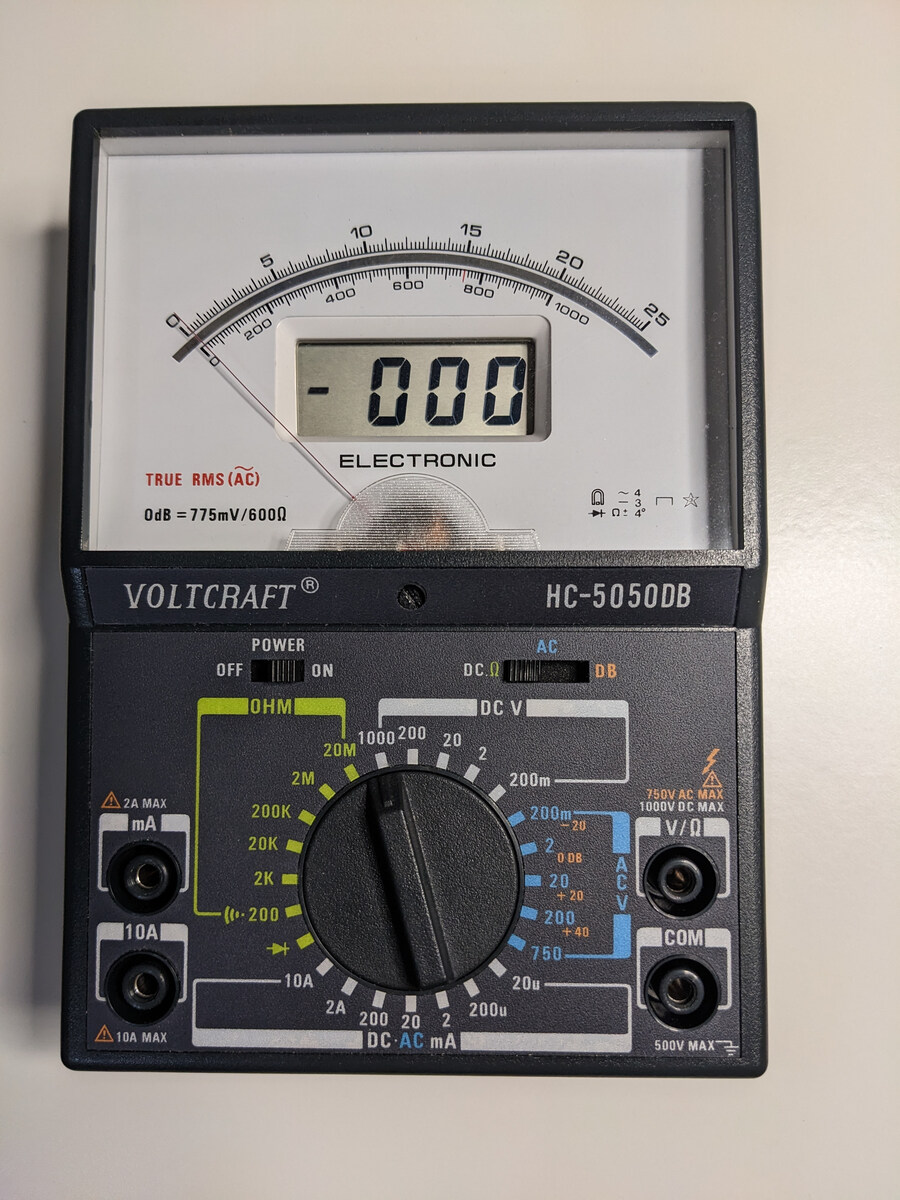 0 5 10 15 20 25
0 200 400 600 800 1000
- 000
ELECTRONIC
TRUE RMS (AC)
0dB = 775mV/600Ω
~ 4
— 3
Ω ± 4°
VOLTCRAFT®
HC-5050DB
POWER
OFF ON
AC
DC.Ω DB
OHM
20M
2M
200K
20K
2K
200
DC V
1000 200 20 2 200m
200m
-20
2
0 DB
20
+20
200
+40
750
ACV
10A 2A 200 20 2 200u 20u
DC·AC mA
2A MAX
mA
10A
10A MAX
750V AC MAX
1000V DC MAX
V/Ω
COM
500V MAX